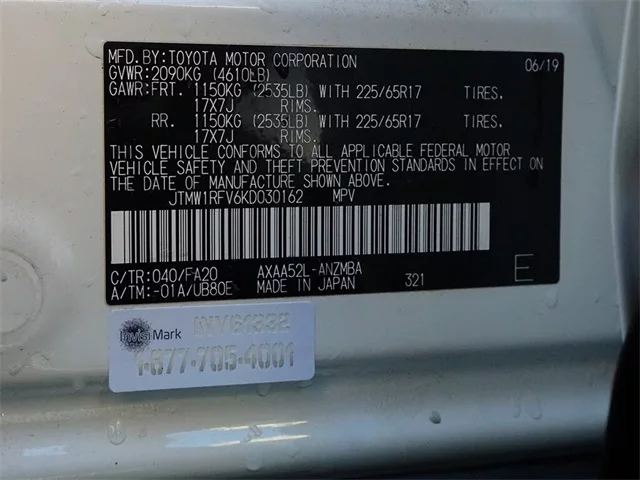 MFD. BY: TOYOTA MOTOR CORPORATION 06/19
GVWR: 2090KG (4610LB)
GAWR: FRT. 1150KG (2535LB) WITH 225/65R17 TIRES.
17X7J RIMS.
RR. 1150KG (2535LB) WITH 225/65R17 TIRES.
17X7J RIMS.
THIS VEHICLE CONFORMS TO ALL APPLICABLE FEDERAL MOTOR
VEHICLE SAFETY AND THEFT PREVENTION STANDARDS IN EFFECT ON
THE DATE OF MANUFACTURE SHOWN ABOVE.
JTMW1RFV6KD030162 MPV
C/TR: 040/FA20 AXAA52L-ANZMBA
A/TM: -01A/UB80E MADE IN JAPAN 321 E
Invisi Mark INV61332
1-877-705-4001